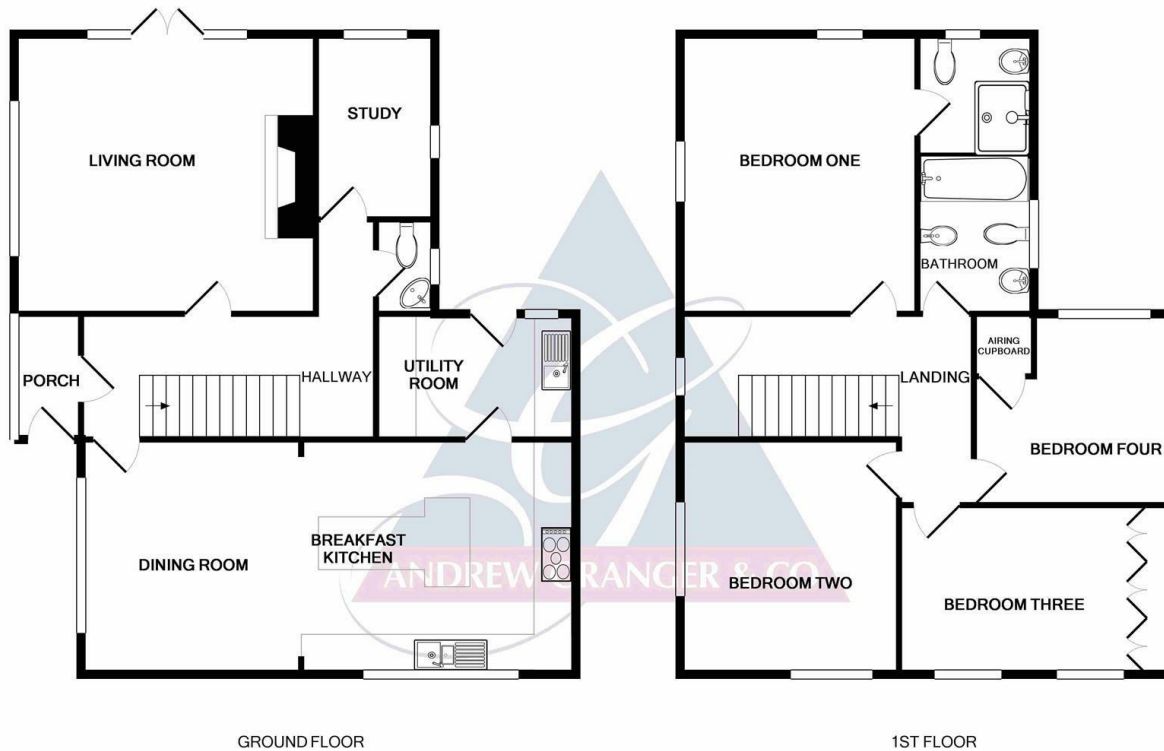 LIVING ROOM
STUDY
PORCH
HALLWAY
UTILITY
ROOM
DINING ROOM
BREAKFAST
KITCHEN
GROUND FLOOR
BEDROOM ONE
BATHROOM
AIRING
CUPBOARD
LANDING
BEDROOM FOUR
BEDROOM TWO
BEDROOM THREE
1ST FLOOR
ANDREW GRANGER & CO